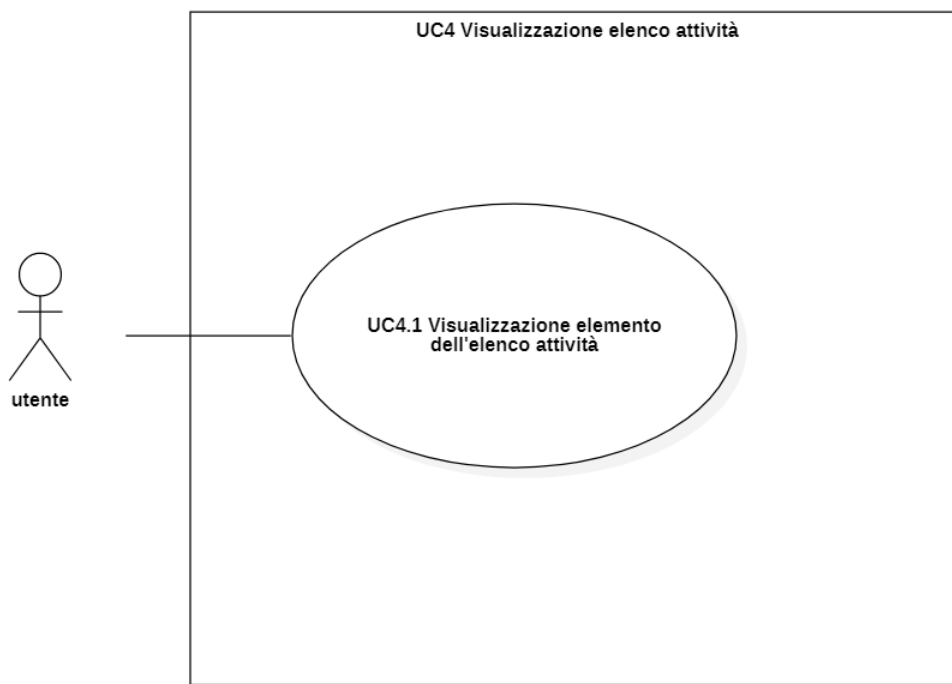 UC4 Visualizzazione elenco attività
UC4.1 Visualizzazione elemento
dell'elenco attività
utente